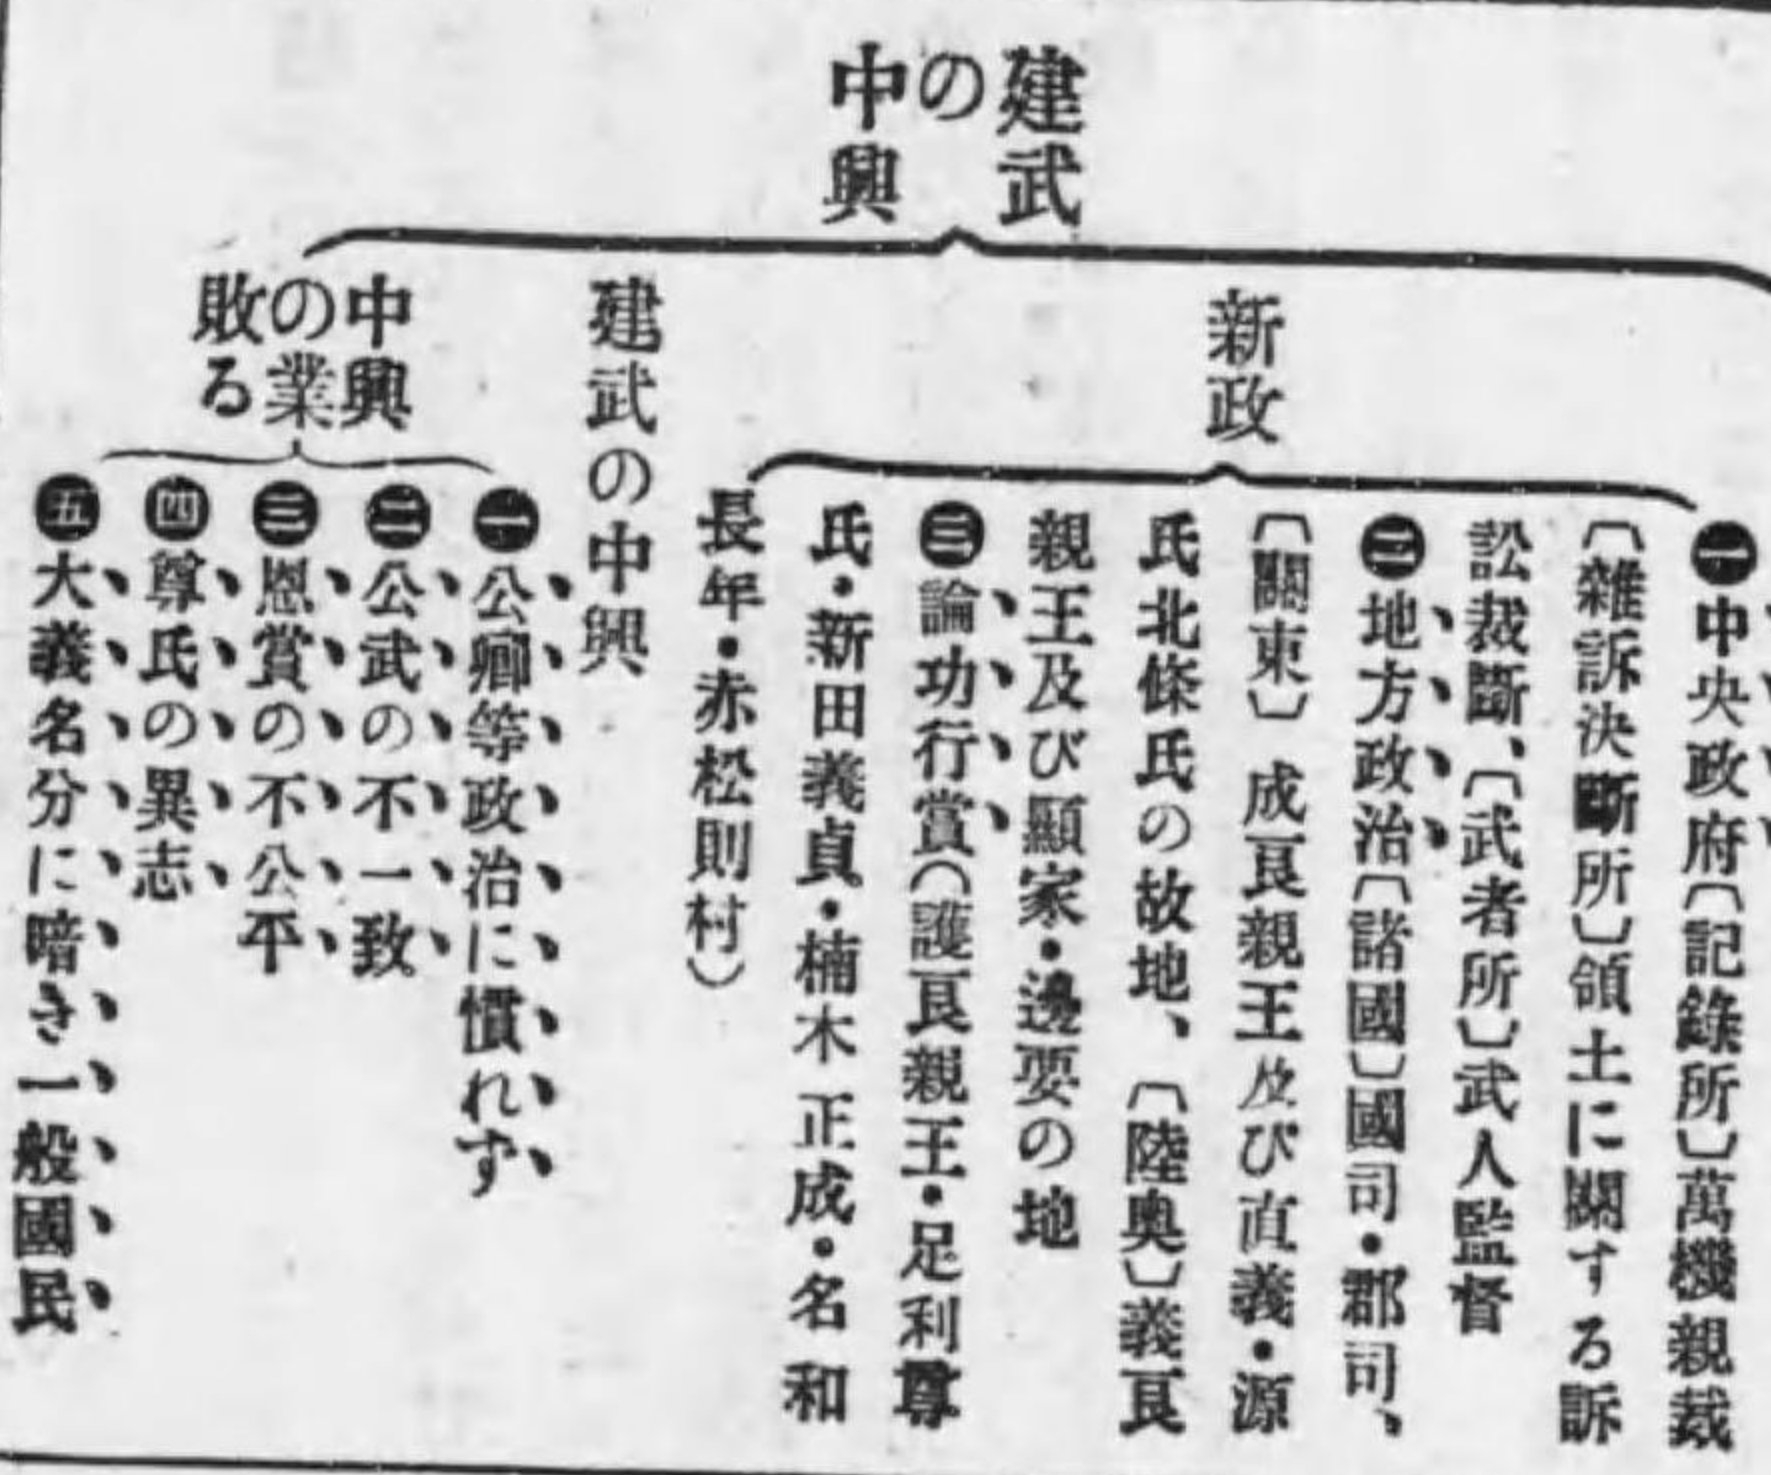 建武
の
中興
新政
㊀中央政府〔記錄所〕萬機親裁
〔雜訴決斷所〕領土に關する訴
訟裁斷、〔武者所〕武人監督
㊁地方政治〔諸國〕國司・郡司、
〔關東〕成良親王及び直義・源
氏北條氏の故地、〔陸奥〕義良
親王及び顯家・邊要の地
㊂論功行賞(護良親王・足利尊
氏・新田義貞・楠木正成・名和
長年・赤松則村)
建武の中興
中興
の業
敗る
㊀公卿等政治に慣れず
㊁公武の不一致
㊂恩賞の不公平
㊃尊氏の異志
㊄大義名分に暗き一般國民